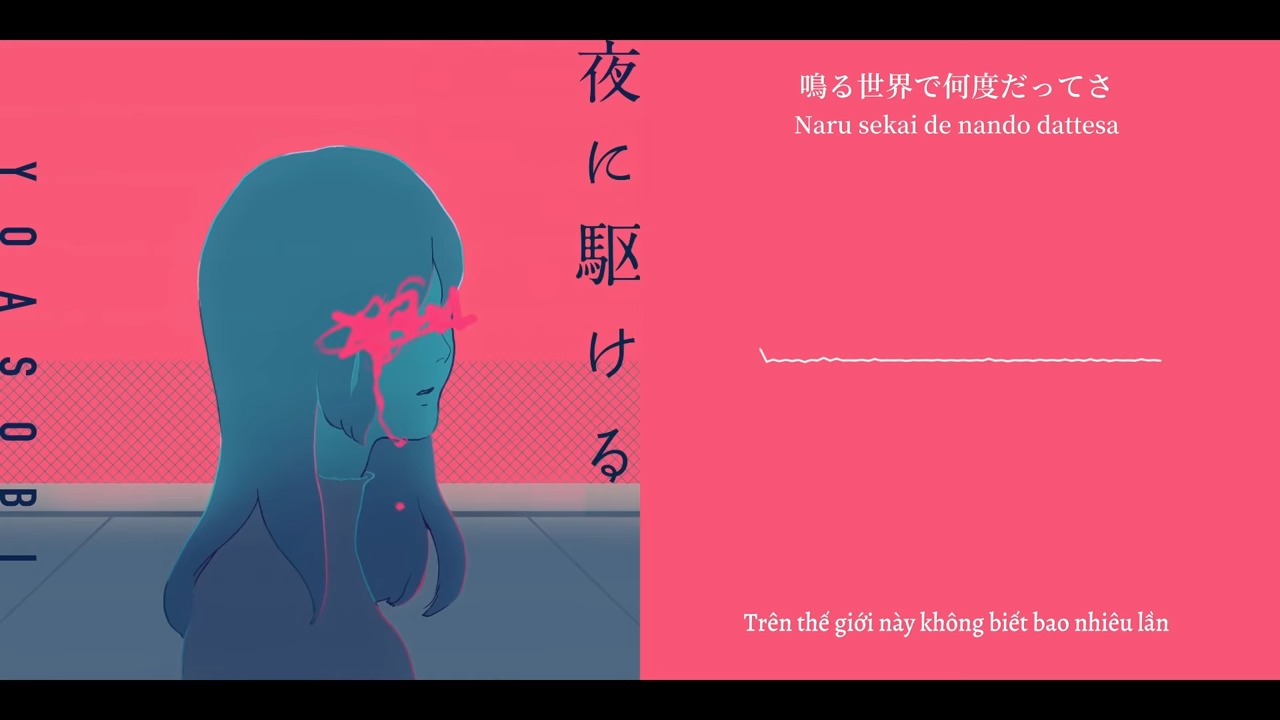 YOASOBI
夜に駆ける
鳴る世界で何度だってさ
Naru sekai de nando dattesa
Trên thế giới này không biết bao nhiêu lần